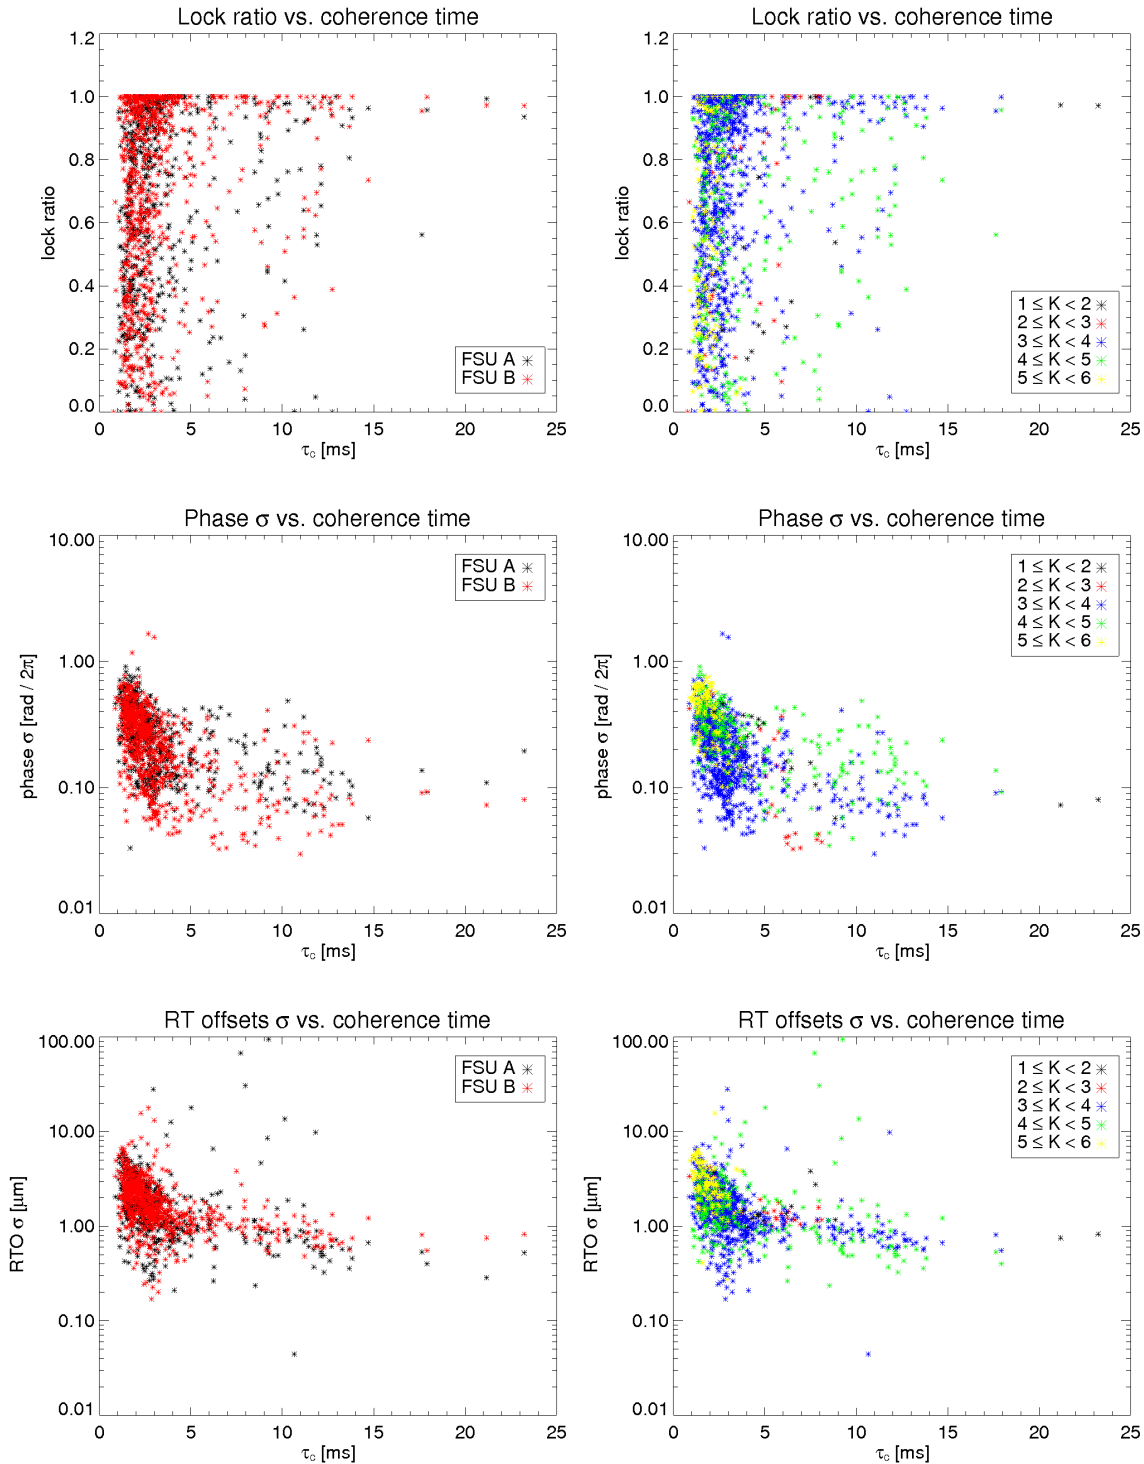 Lock ratio vs. coherence time
1.2
1.0
0.8
0.6
0.4
0.2
0.0
lock ratio
FSU A
FSU B
0 5 10 15 20 25
τc [ms]
Lock ratio vs. coherence time
1.2
1.0
0.8
0.6
0.4
0.2
0.0
lock ratio
1 ≤ K < 2
2 ≤ K < 3
3 ≤ K < 4
4 ≤ K < 5
5 ≤ K < 6
0 5 10 15 20 25
τc [ms]
Phase σ vs. coherence time
10.00
1.00
0.10
0.01
phase σ [rad / 2π]
FSU A
FSU B
0 5 10 15 20 25
τc [ms]
Phase σ vs. coherence time
10.00
1.00
0.10
0.01
phase σ [rad / 2π]
1 ≤ K < 2
2 ≤ K < 3
3 ≤ K < 4
4 ≤ K < 5
5 ≤ K < 6
0 5 10 15 20 25
τc [ms]
RT offsets σ vs. coherence time
100.00
10.00
1.00
0.10
0.01
RTO σ [μm]
FSU A
FSU B
0 5 10 15 20 25
τc [ms]
RT offsets σ vs. coherence time
100.00
10.00
1.00
0.10
0.01
RTO σ [μm]
1 ≤ K < 2
2 ≤ K < 3
3 ≤ K < 4
4 ≤ K < 5
5 ≤ K < 6
0 5 10 15 20 25
τc [ms]